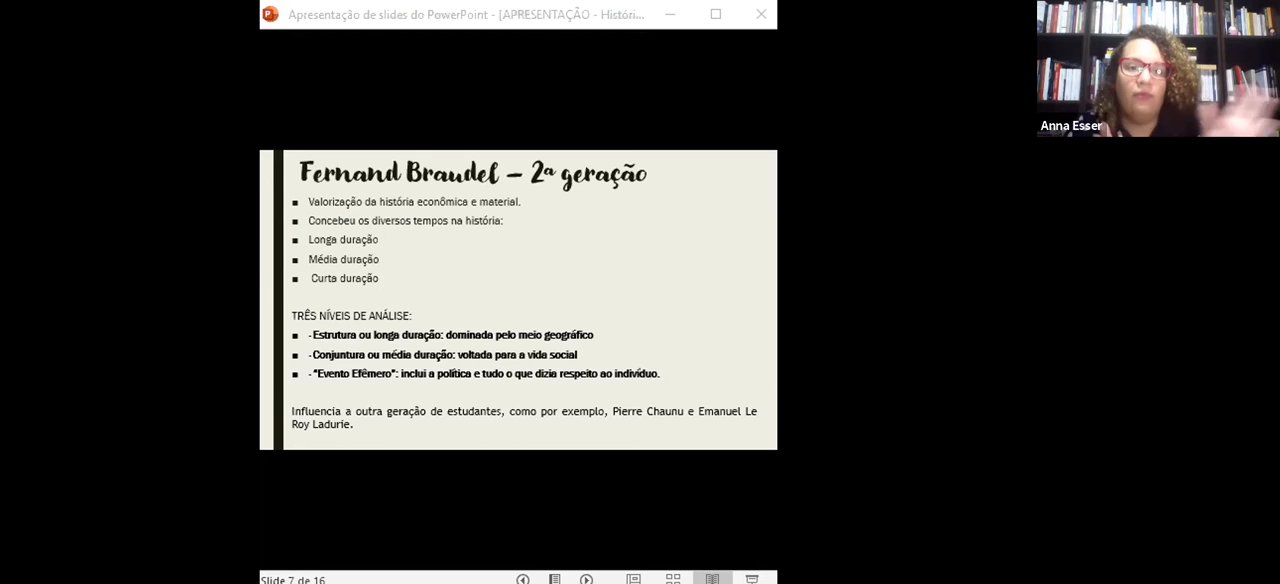 Apresentação de slides do PowerPoint - [APRESENTAÇÃO - Históri...
Anna Esser
Fernand Braudel – 2ª geração
Valorização da história econômica e material.
Concebeu os diversos tempos na história:
Longa duração
Média duração
Curta duração
TRÊS NÍVEIS DE ANÁLISE:
- Estrutura ou longa duração: dominada pelo meio geográfico
- Conjuntura ou média duração: voltada para a vida social
- "Evento Efêmero": inclui a política e tudo o que dizia respeito ao indivíduo.
Influencia a outra geração de estudantes, como por exemplo, Pierre Chaunu e Emanuel Le
Roy Ladurie.
Slide 7 de 16